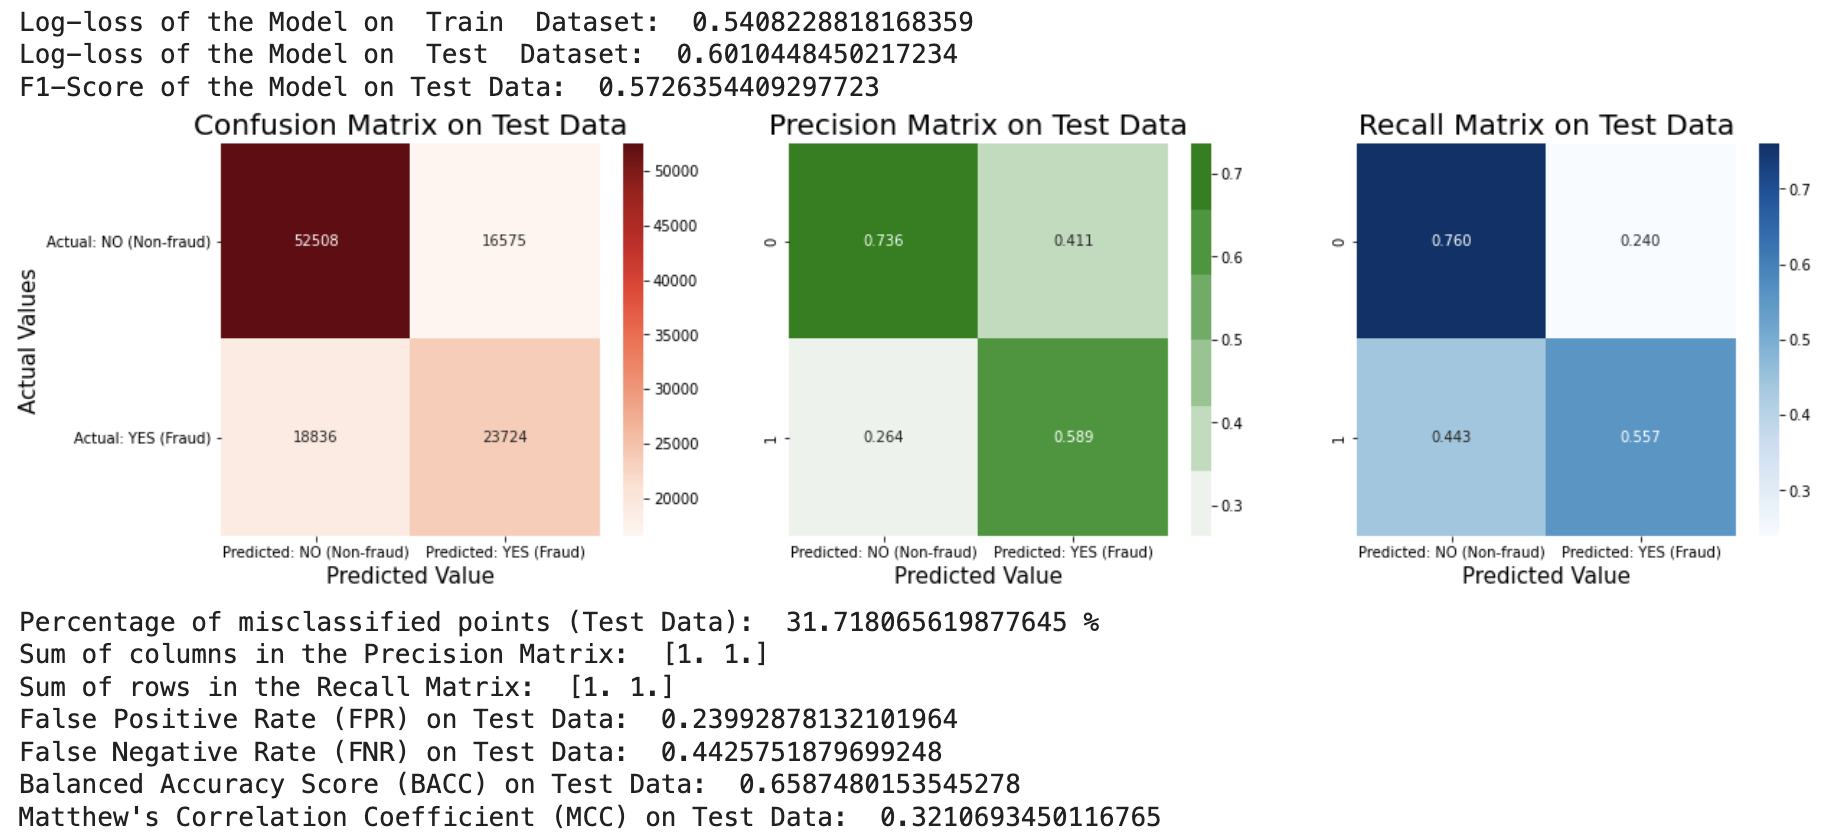 Log-loss of the Model on  Train  Dataset:  0.5408228818168359
Log-loss of the Model on  Test  Dataset:  0.6010448450217234
F1-Score of the Model on Test Data:  0.5726354409297723
Confusion Matrix on Test Data
50000
45000
40000
35000
30000
25000
20000
Actual Values
Actual: NO (Non-fraud)
52508
16575
Actual: YES (Fraud)
18836
23724
Predicted: NO (Non-fraud)
Predicted: YES (Fraud)
Predicted Value
Precision Matrix on Test Data
0.7
0.6
0.5
0.4
0.3
0
0.736
0.411
1
0.264
0.589
Predicted: NO (Non-fraud)
Predicted: YES (Fraud)
Predicted Value
Recall Matrix on Test Data
0.7
0.6
0.5
0.4
0.3
0
0.760
0.240
1
0.443
0.557
Predicted: NO (Non-fraud)
Predicted: YES (Fraud)
Predicted Value
Percentage of misclassified points (Test Data):  31.718065619877645 %
Sum of columns in the Precision Matrix:  [1. 1.]
Sum of rows in the Recall Matrix:  [1. 1.]
False Positive Rate (FPR) on Test Data:  0.23992878132101964
False Negative Rate (FNR) on Test Data:  0.4425751879699248
Balanced Accuracy Score (BACC) on Test Data:  0.6587480153545278
Matthew's Correlation Coefficient (MCC) on Test Data:  0.3210693450116765